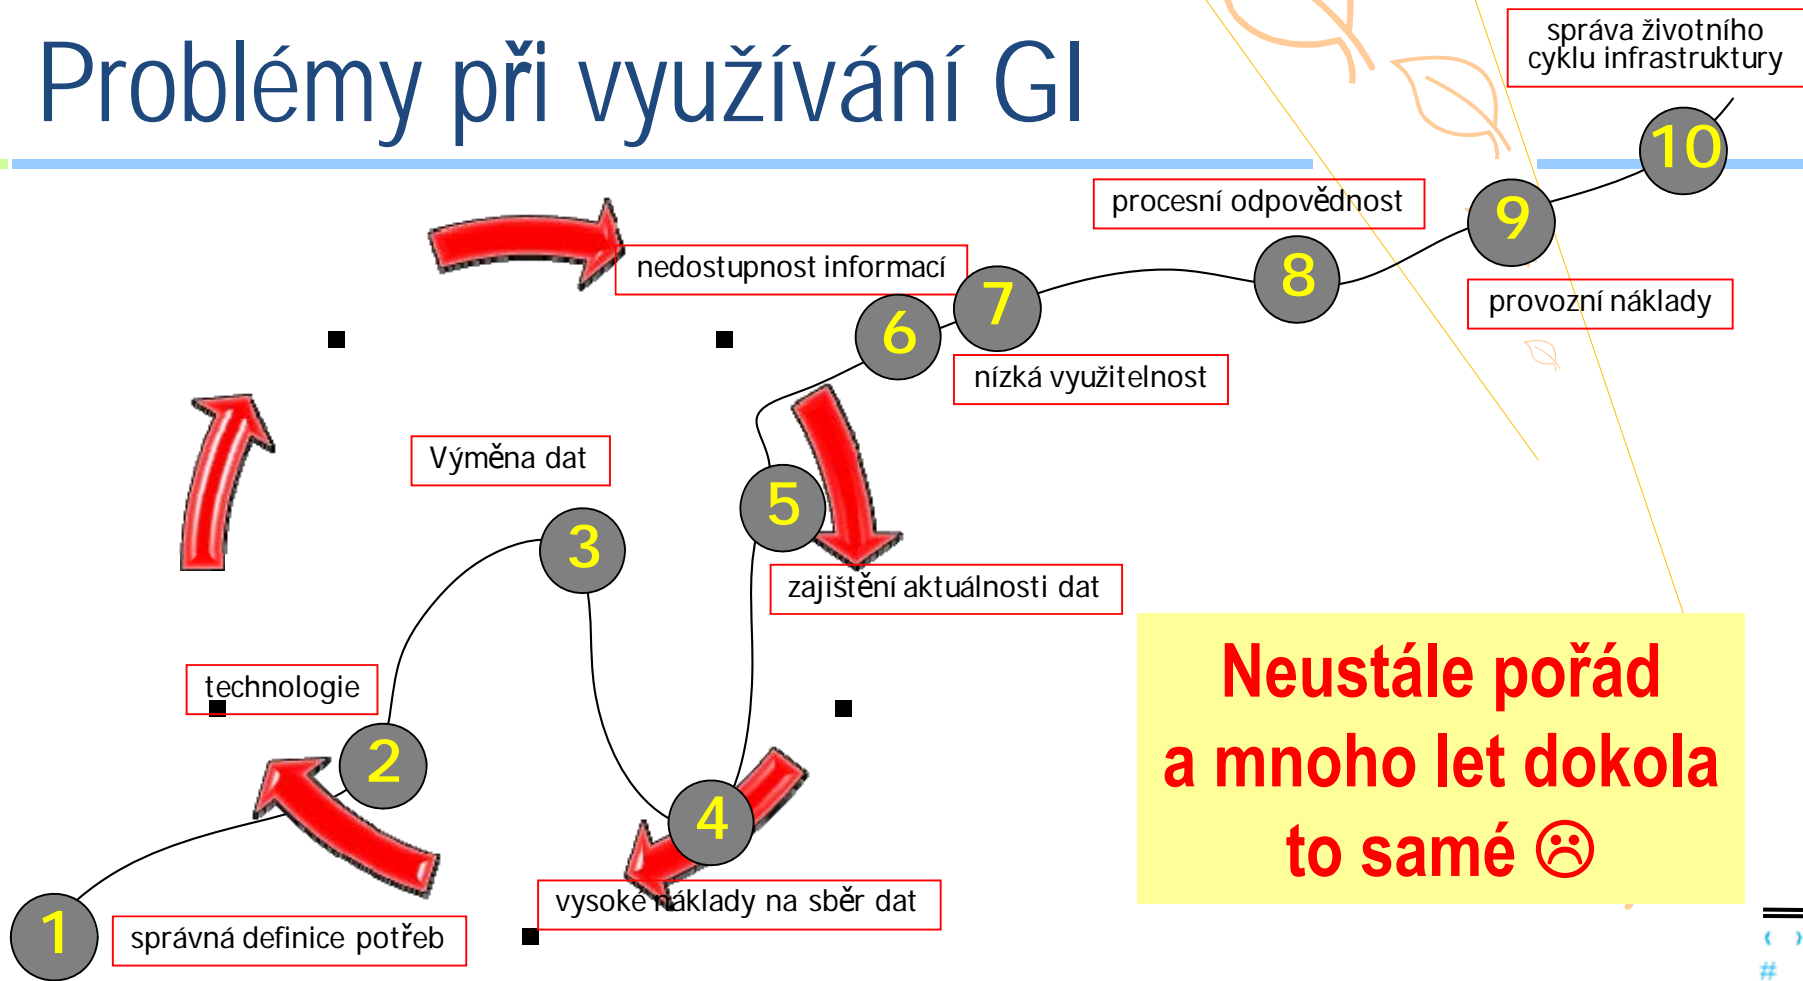 Problémy při využívání GI
správa životního
cyklu infrastruktury
10
procesní odpovědnost
9
nedostupnost informací
8
7
provozní náklady
6
nízká využitelnost
Výměna dat
5
3
zajištění aktuálnosti dat
technologie
2
Neustále pořád
a mnoho let dokola
to samé ☹
4
vysoké náklady na sběr dat
1
správná definice potřeb
‹ ›
#